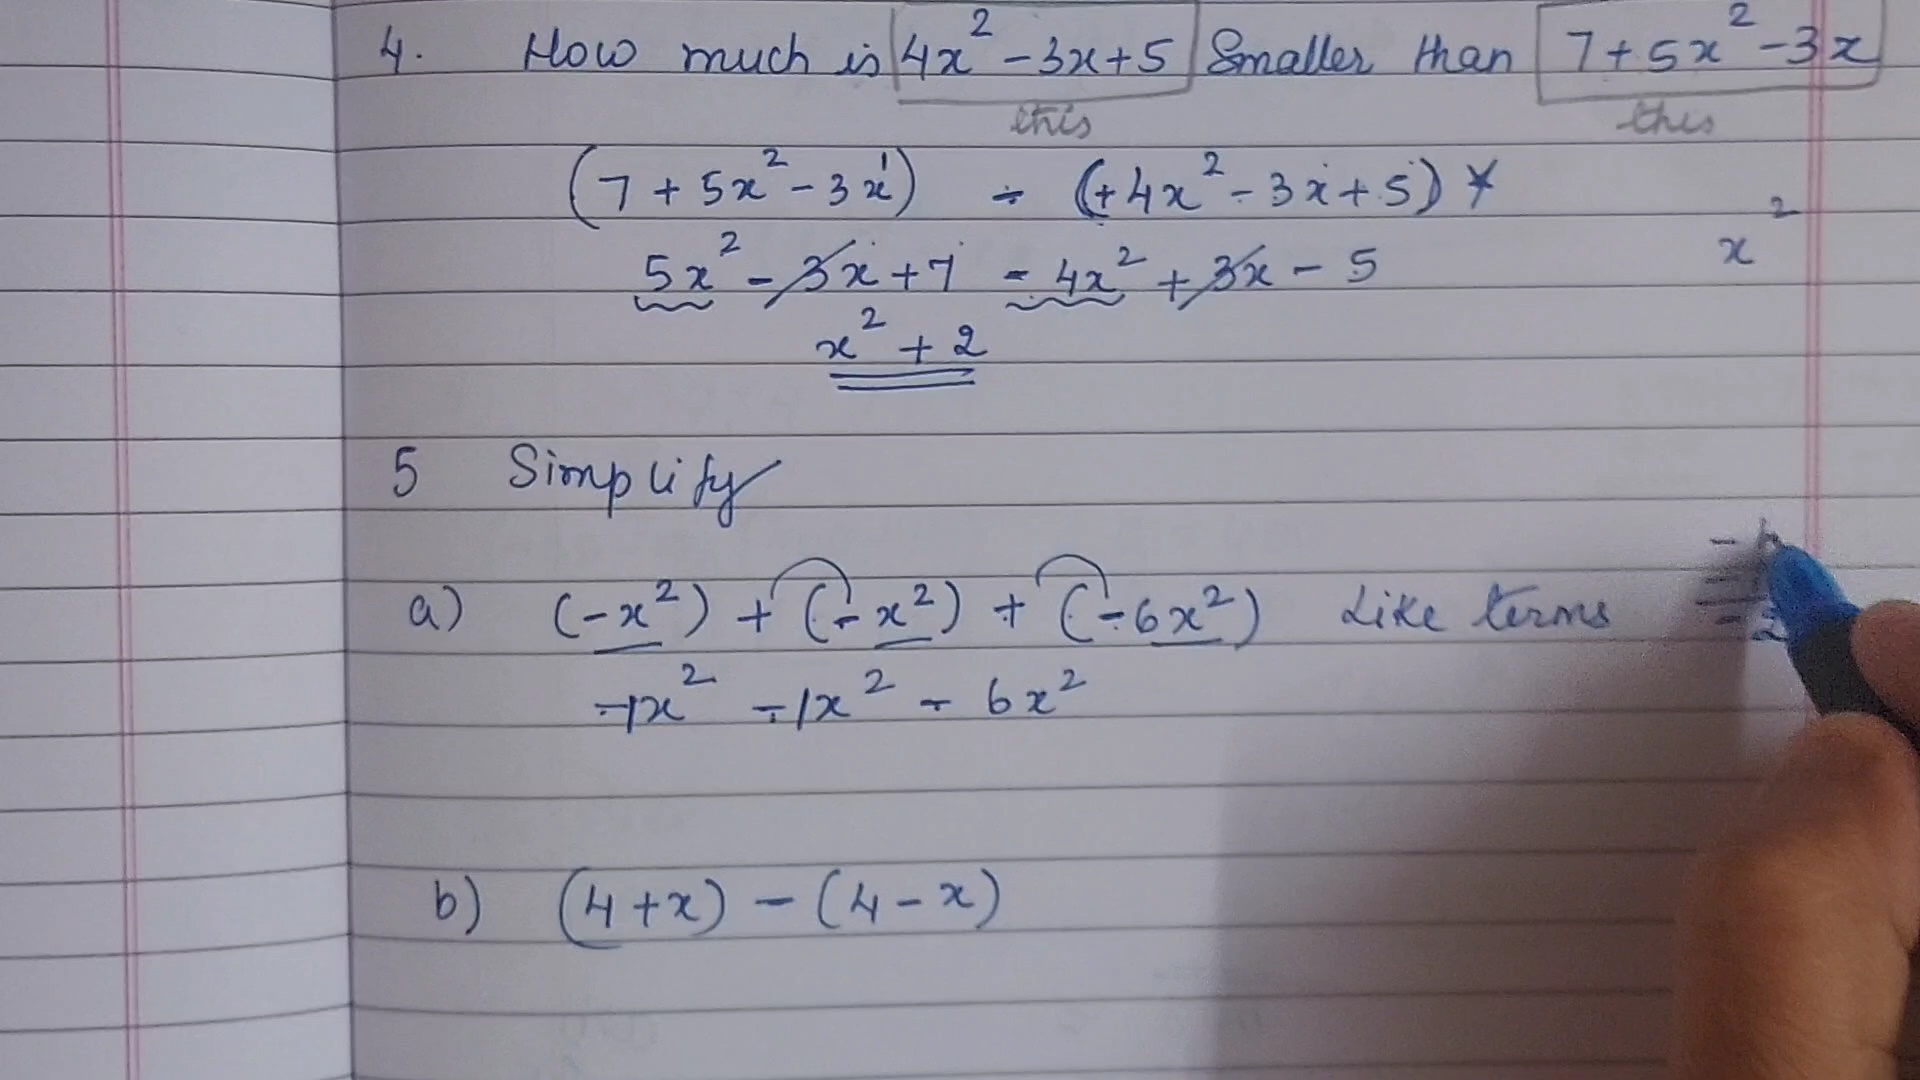 4. How much is 4x² - 3x + 5 Smaller than 7 + 5x² - 3x
this this
(7 + 5x² - 3x¹) - (+4x² - 3x + 5)
5x² - 3x + 7 - 4x² + 3x - 5
x²
x² + 2
5 Simplify
a) (-x²) + (-x²) + (-6x²) Like terms
-1x² - 1x² - 6x²
b) (4 + x) - (4 - x)